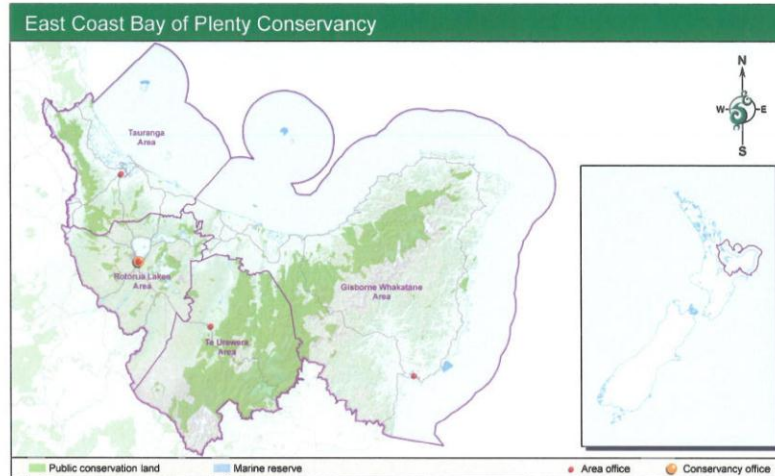 East Coast Bay of Plenty Conservancy
N
W
E
S
Tauranga
Area
Rotorua Lakes
Area
Gisborne Whakatane
Area
Te Urewera
Area
Public conservation land
Marine reserve
Area office
Conservancy office